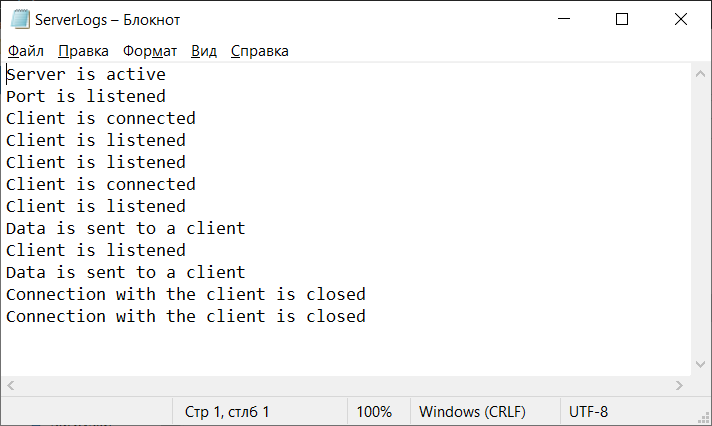 ServerLogs – Блокнот
Файл Правка Формат Вид Справка
Server is active
Port is listened
Client is connected
Client is listened
Client is listened
Client is connected
Client is listened
Data is sent to a client
Client is listened
Data is sent to a client
Connection with the client is closed
Connection with the client is closed
Стр 1, стлб 1 100% Windows (CRLF) UTF-8